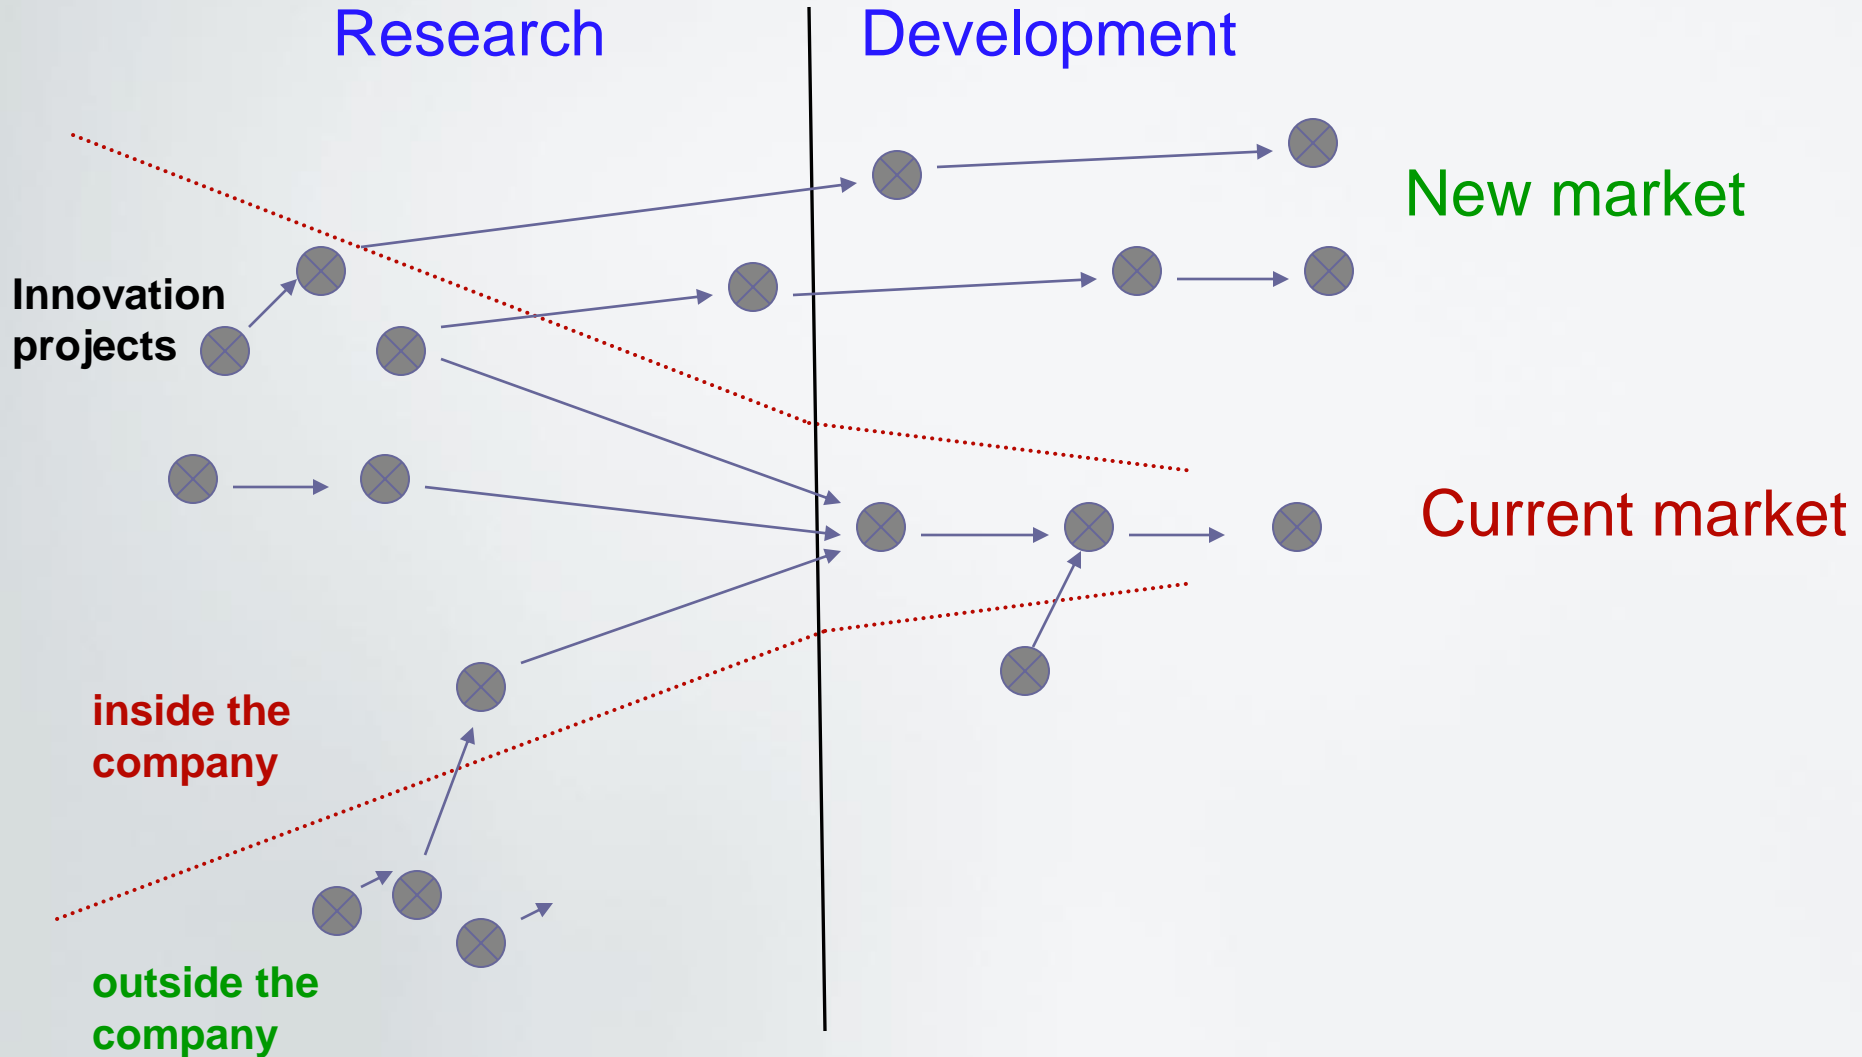 Research
Development
New market
Innovation
projects
Current market
inside the
company
outside the
company